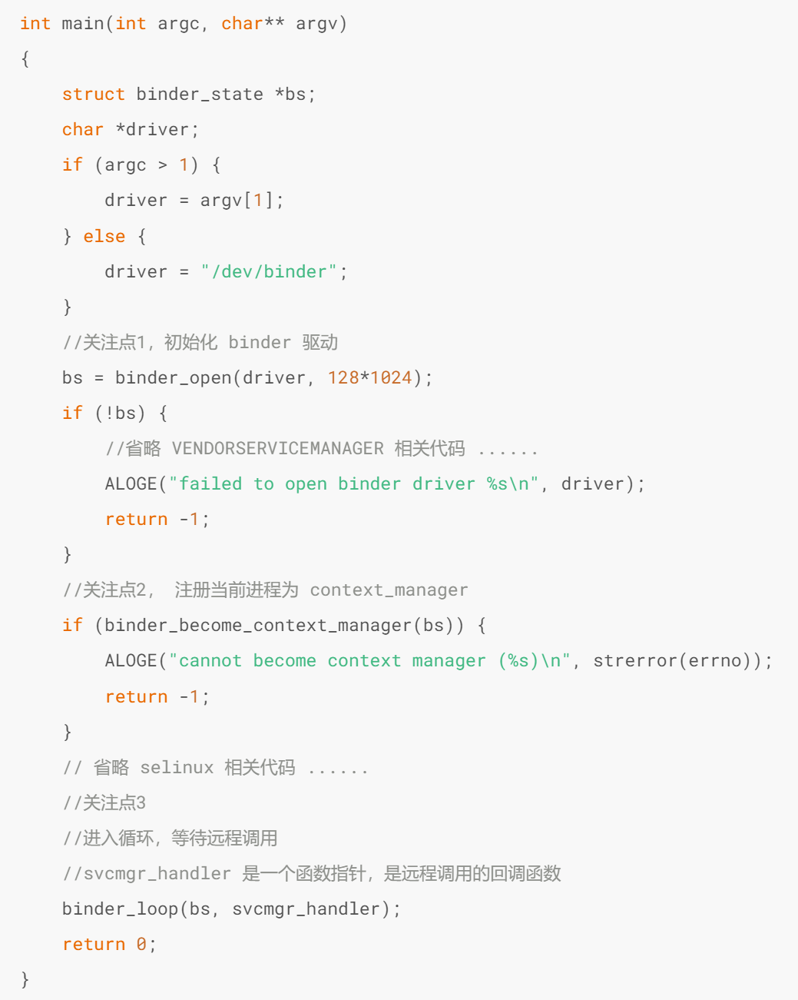 int main(int argc, char** argv)
{
    struct binder_state *bs;
    char *driver;
    if (argc > 1) {
        driver = argv[1];
    } else {
        driver = "/dev/binder";
    }
    //关注点1，初始化 binder 驱动
    bs = binder_open(driver, 128*1024);
    if (!bs) {
        //省略 VENDORSERVICEMANAGER 相关代码 ......
        ALOGE("failed to open binder driver %s\n", driver);
        return -1;
    }
    //关注点2， 注册当前进程为 context_manager
    if (binder_become_context_manager(bs)) {
        ALOGE("cannot become context manager (%s)\n", strerror(errno));
        return -1;
    }
    // 省略 selinux 相关代码 ......
    //关注点3
    //进入循环，等待远程调用
    //svcmgr_handler 是一个函数指针，是远程调用的回调函数
    binder_loop(bs, svcmgr_handler);
    return 0;
}